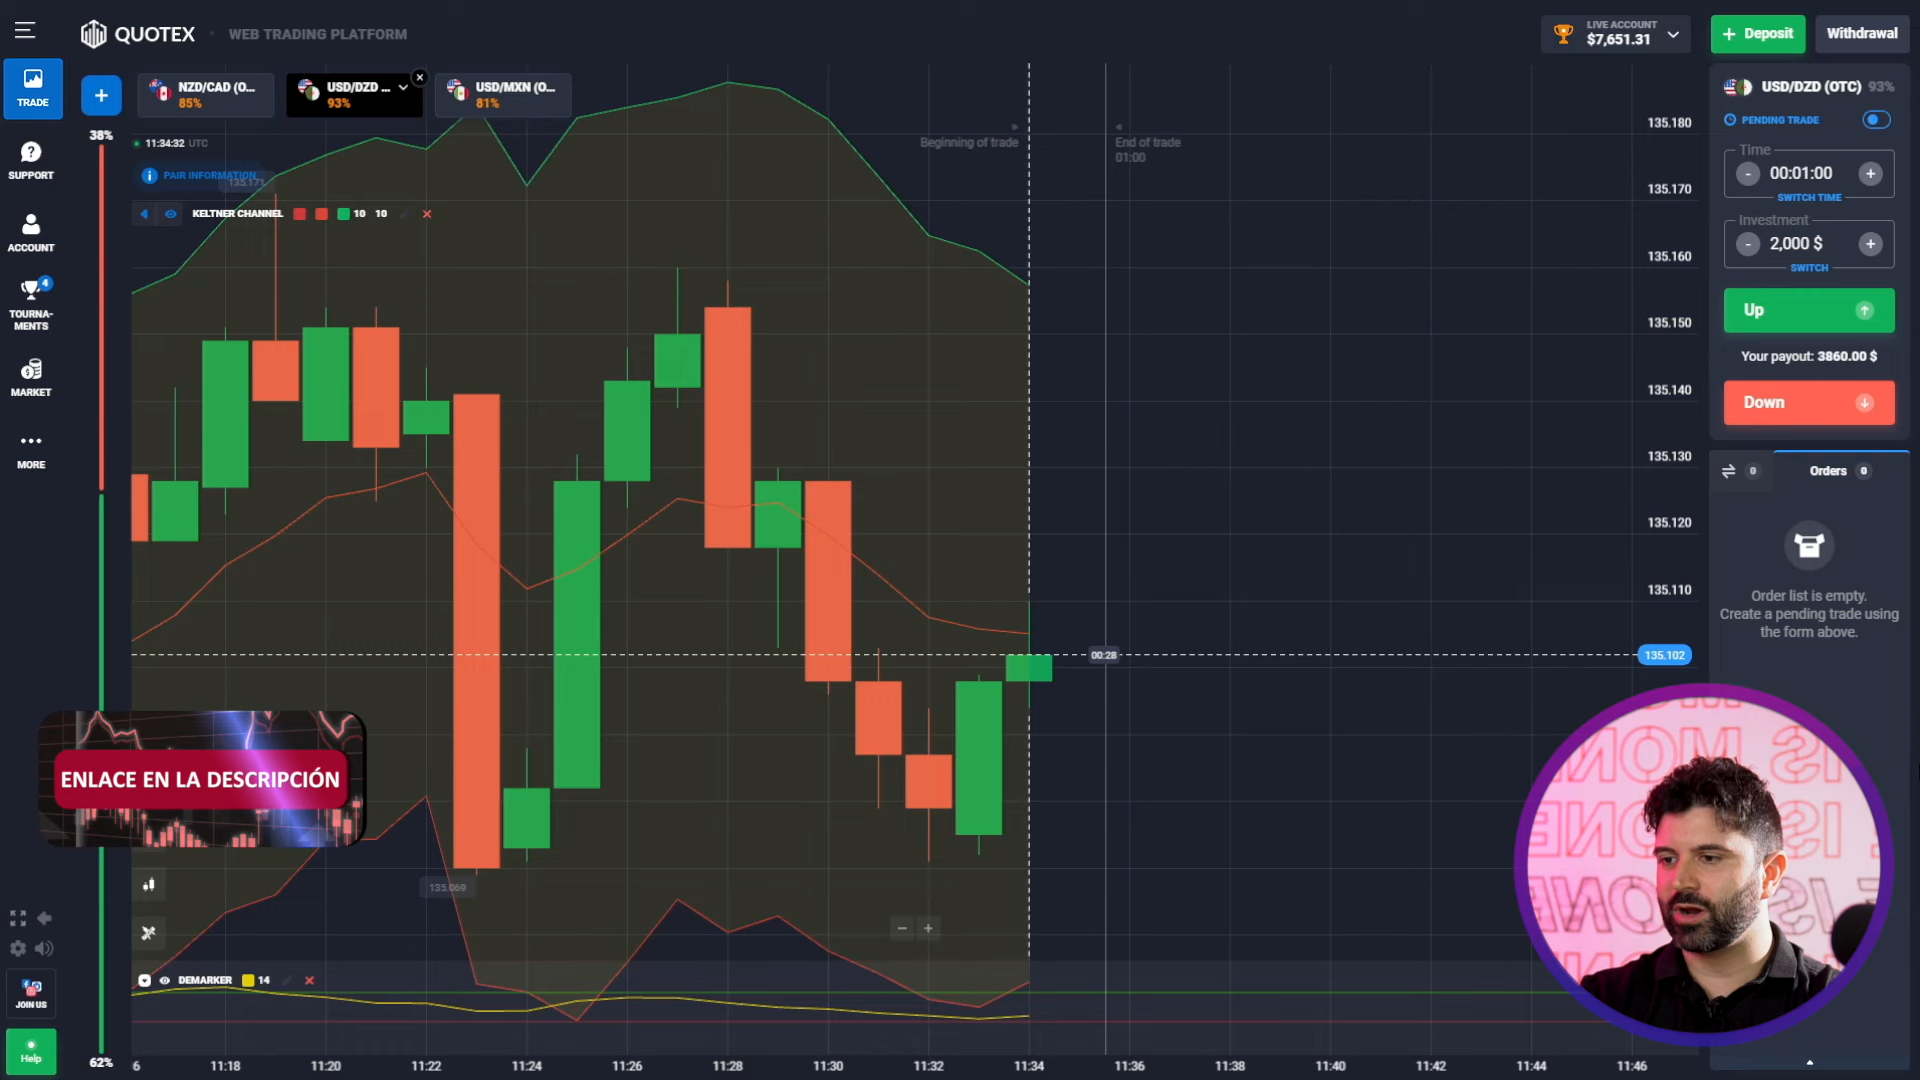 QUOTEX
WEB TRADING PLATFORM
LIVE ACCOUNT
$7,651.31
Deposit
Withdrawal
TRADE
SUPPORT
ACCOUNT
4
TOURNA-
MENTS
MARKET
MORE
JOIN US
Help
+
NZD/CAD (O...
85%
USD/DZD ...
93%
USD/MXN (O...
81%
38%
62%
11:34:32 UTC
PAIR INFORMATION
135.171
KELTNER CHANNEL 10 10
Beginning of trade
End of trade
01:00
135.180
135.170
135.160
135.150
135.140
135.130
135.120
135.110
00:28
135.102
135.069
ENLACE EN LA DESCRIPCIÓN
DEMARKER 14
6
11:18
11:20
11:22
11:24
11:26
11:28
11:30
11:32
11:34
11:36
11:38
11:40
11:42
11:44
11:46
USD/DZD (OTC) 93%
PENDING TRADE
Time
- 00:01:00 +
SWITCH TIME
Investment
- 2,000 $ +
SWITCH
Up
Your payout: 3860.00 $
Down
0
Orders 0
Order list is empty.
Create a pending trade using
the form above.